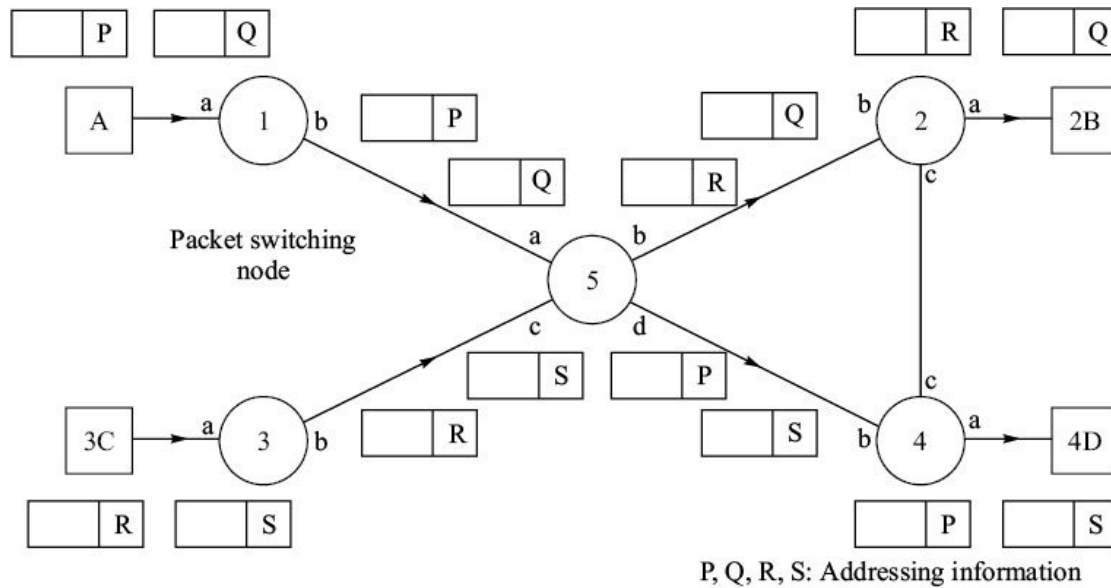 P Q R Q
A a 1 b P Q b 2 a 2B
Q R c
Packet switching
node
a b
5
c d
S P c
3C a 3 b R S b 4 a 4D
R S P S
P, Q, R, S: Addressing information